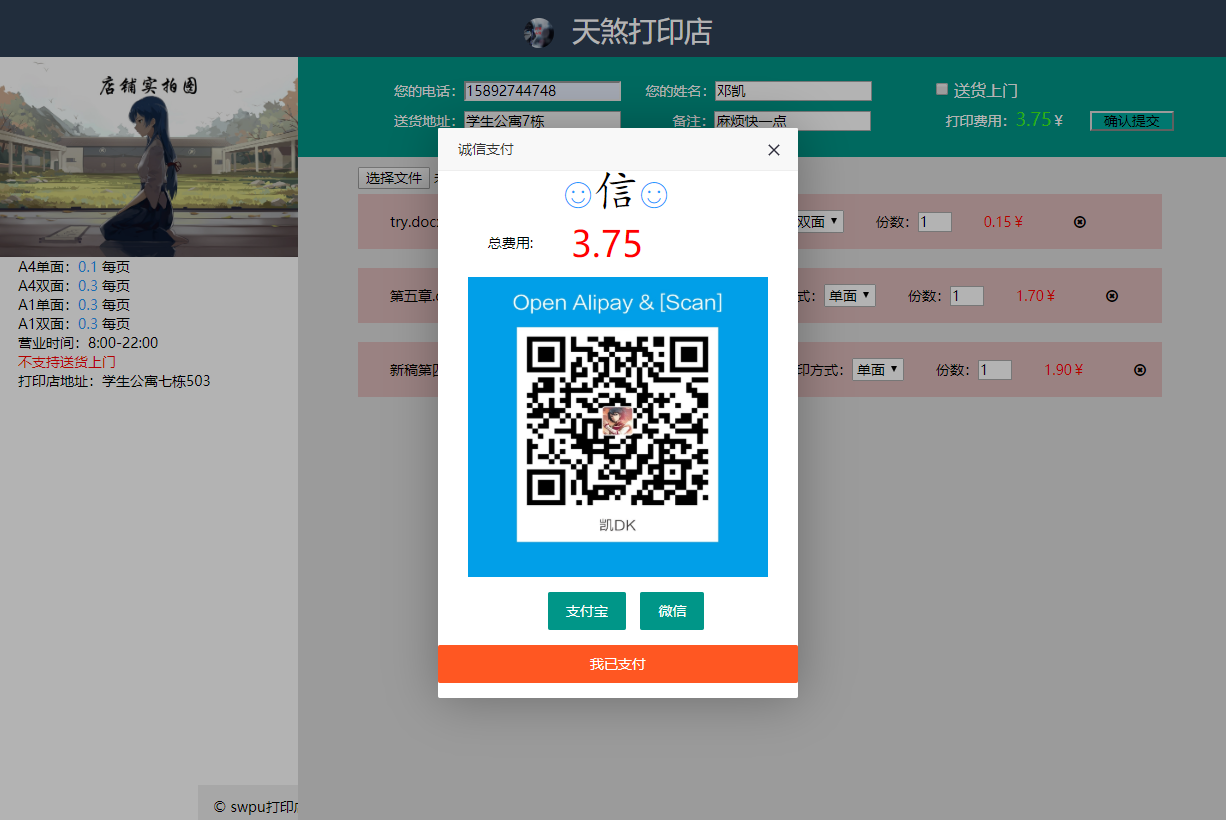 天煞打印店
店铺实拍图
A4单面：0.1 每页
A4双面：0.3 每页
A1单面：0.3 每页
A1双面：0.3 每页
营业时间：8:00-22:00
不支持送货上门
打印店地址：学生公寓七栋503
© swpu打印
您的电话： 15892744748 您的姓名： 邓凯 送货上门
送货地址： 学生公寓7栋 备注： 麻烦快一点 打印费用：3.75 ¥ 确认提交
选择文件
try.doc 双面 份数： 1 0.15 ¥
第五章. 式： 单面 份数： 1 1.70 ¥
新稿第四 印方式： 单面 份数： 1 1.90 ¥
诚信支付
信
总费用: 3.75
Open Alipay & [Scan]
凯DK
支付宝 微信
我已支付